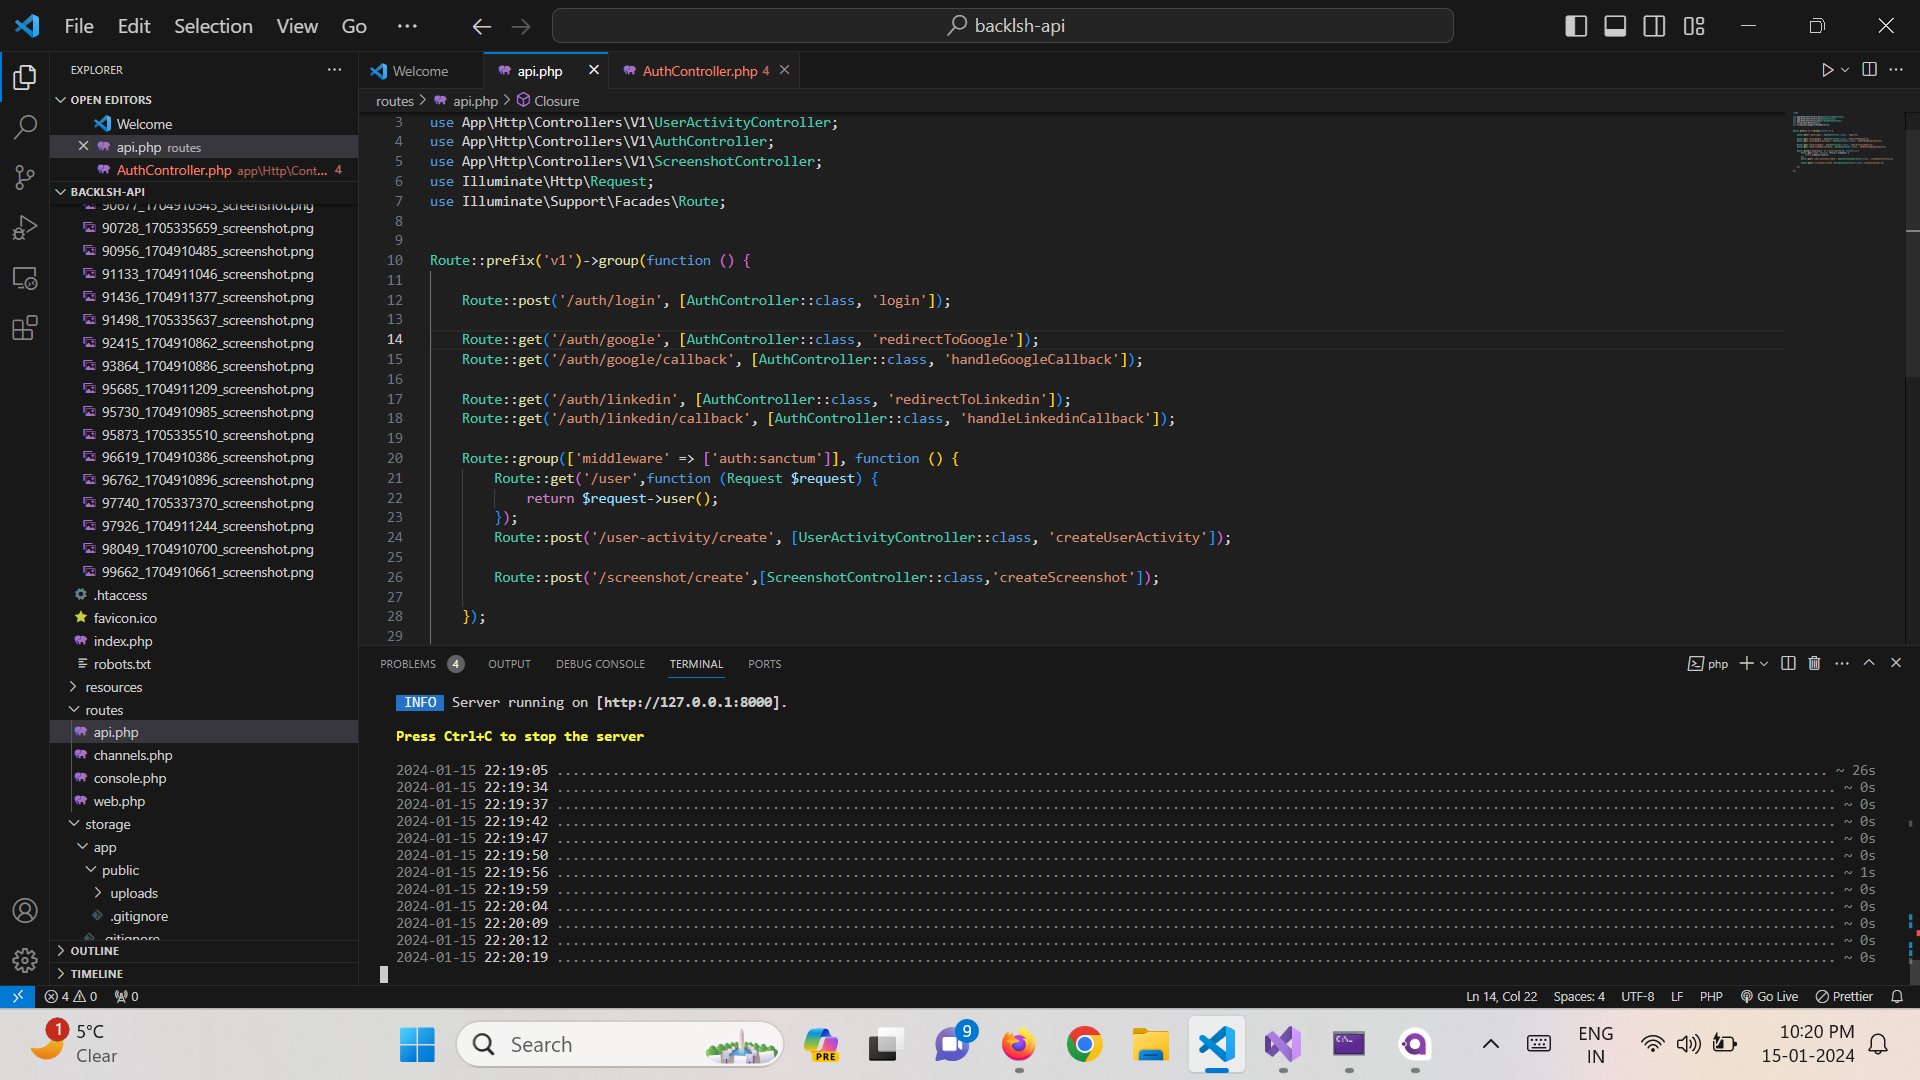 File Edit Selection View Go ···
backlsh-api
EXPLORER
OPEN EDITORS
Welcome
api.php routes
AuthController.php app\Http\Cont... 4
BACKLSH-API
90677_1704910545_screenshot.png
90728_1705335659_screenshot.png
90956_1704910485_screenshot.png
91133_1704911046_screenshot.png
91436_1704911377_screenshot.png
91498_1705335637_screenshot.png
92415_1704910862_screenshot.png
93864_1704910886_screenshot.png
95685_1704911209_screenshot.png
95730_1704910985_screenshot.png
95873_1705335510_screenshot.png
96619_1704910386_screenshot.png
96762_1704910896_screenshot.png
97740_1705337370_screenshot.png
97926_1704911244_screenshot.png
98049_1704910700_screenshot.png
99662_1704910661_screenshot.png
.htaccess
favicon.ico
index.php
robots.txt
resources
routes
api.php
channels.php
console.php
web.php
storage
app
public
uploads
.gitignore
.gitignore
OUTLINE
TIMELINE
Welcome api.php AuthController.php 4
routes > api.php > Closure
3 use App\Http\Controllers\V1\UserActivityController;
4 use App\Http\Controllers\V1\AuthController;
5 use App\Http\Controllers\V1\ScreenshotController;
6 use Illuminate\Http\Request;
7 use Illuminate\Support\Facades\Route;
8
9
10 Route::prefix('v1')->group(function () {
11
12 Route::post('/auth/login', [AuthController::class, 'login']);
13
14 Route::get('/auth/google', [AuthController::class, 'redirectToGoogle']);
15 Route::get('/auth/google/callback', [AuthController::class, 'handleGoogleCallback']);
16
17 Route::get('/auth/linkedin', [AuthController::class, 'redirectToLinkedin']);
18 Route::get('/auth/linkedin/callback', [AuthController::class, 'handleLinkedinCallback']);
19
20 Route::group(['middleware' => ['auth:sanctum']], function () {
21 Route::get('/user',function (Request $request) {
22 return $request->user();
23 });
24 Route::post('/user-activity/create', [UserActivityController::class, 'createUserActivity']);
25
26 Route::post('/screenshot/create',[ScreenshotController::class,'createScreenshot']);
27
28 });
29
PROBLEMS 4 OUTPUT DEBUG CONSOLE TERMINAL PORTS
php
INFO Server running on [http://127.0.0.1:8000].
Press Ctrl+C to stop the server
2024-01-15 22:19:05 ........ ~ 26s
2024-01-15 22:19:34 ........ ~ 0s
2024-01-15 22:19:37 ........ ~ 0s
2024-01-15 22:19:42 ........ ~ 0s
2024-01-15 22:19:47 ........ ~ 0s
2024-01-15 22:19:50 ........ ~ 0s
2024-01-15 22:19:56 ........ ~ 1s
2024-01-15 22:19:59 ........ ~ 0s
2024-01-15 22:20:04 ........ ~ 0s
2024-01-15 22:20:09 ........ ~ 0s
2024-01-15 22:20:12 ........ ~ 0s
2024-01-15 22:20:19 ........ ~ 0s
4 0 0
Ln 14, Col 22 Spaces: 4 UTF-8 LF PHP Go Live Prettier
1 5°C
Clear
Search
PRE
9
ENG
IN
10:20 PM
15-01-2024